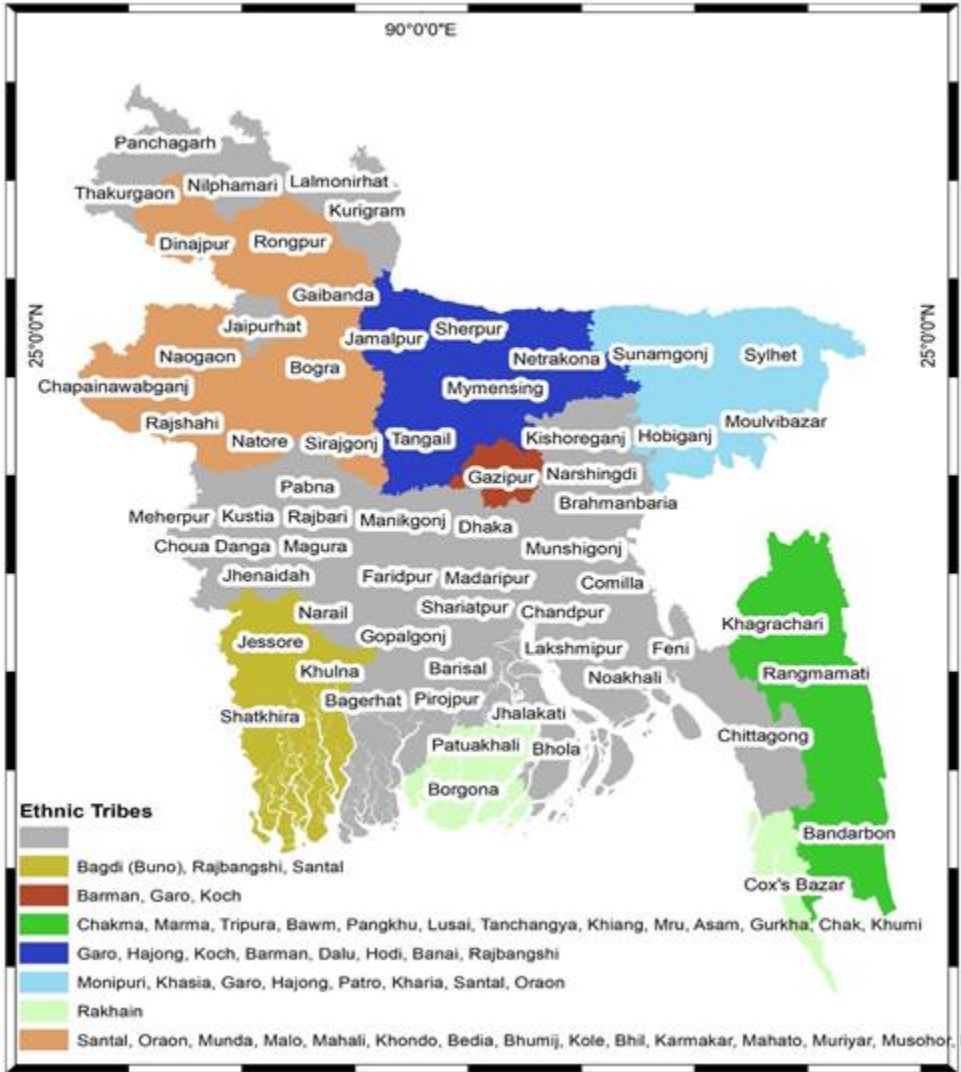 90°0'0"E
Panchagarh
Thakurgaon Nilphamari Lalmonirhat
Kurigram
Dinajpur Rongpur
25°0'0"N
25°0'0"N
Gaibanda
Jaipurhat Jamalpur Sherpur
Naogaon Bogra Netrakona Sunamgonj Sylhet
Chapainawabganj Mymensing
Rajshahi Moulvibazar
Natore Sirajgonj Tangail Kishoreganj Hobiganj
Pabna Gazipur Narshingdi
Meherpur Kustia Rajbari Manikgonj Dhaka Brahmanbaria
Choua Danga Magura Munshigonj
Jhenaidah Faridpur Madaripur Comilla
Narail Shariatpur Chandpur Khagrachari
Jessore Gopalgonj Lakshmipur Feni
Khulna Barisal Noakhali Rangmamati
Shatkhira Bagerhat Pirojpur Jhalakati
Patuakhali Bhola Chittagong
Borgona
Bandarbon
Cox's Bazar
Ethnic Tribes
Bagdi (Buno), Rajbangshi, Santal
Barman, Garo, Koch
Chakma, Marma, Tripura, Bawm, Pangkhu, Lusai, Tanchangya, Khiang, Mru, Asam, Gurkha, Chak, Khumi
Garo, Hajong, Koch, Barman, Dalu, Hodi, Banai, Rajbangshi
Monipuri, Khasia, Garo, Hajong, Patro, Kharia, Santal, Oraon
Rakhain
Santal, Oraon, Munda, Malo, Mahali, Khondo, Bedia, Bhumij, Kole, Bhil, Karmakar, Mahato, Muriyar, Musohor,